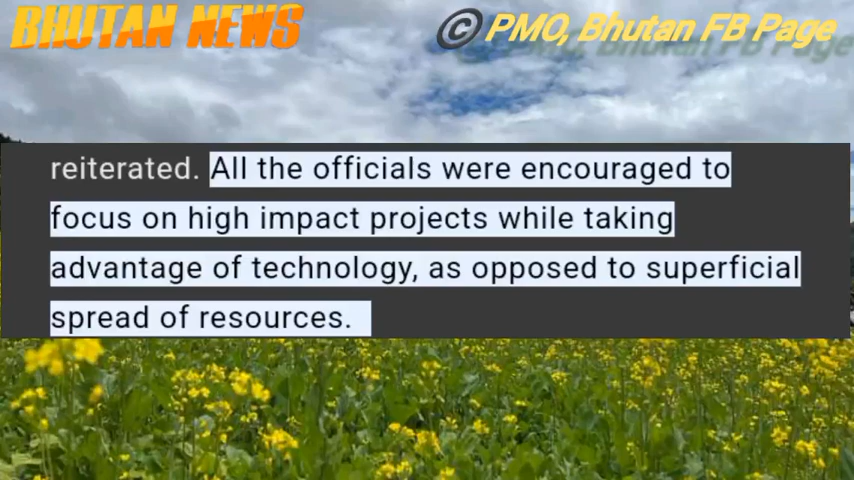 BHUTAN NEWS
© PMO, Bhutan FB Page
reiterated. All the officials were encouraged to
focus on high impact projects while taking
advantage of technology, as opposed to superficial
spread of resources.